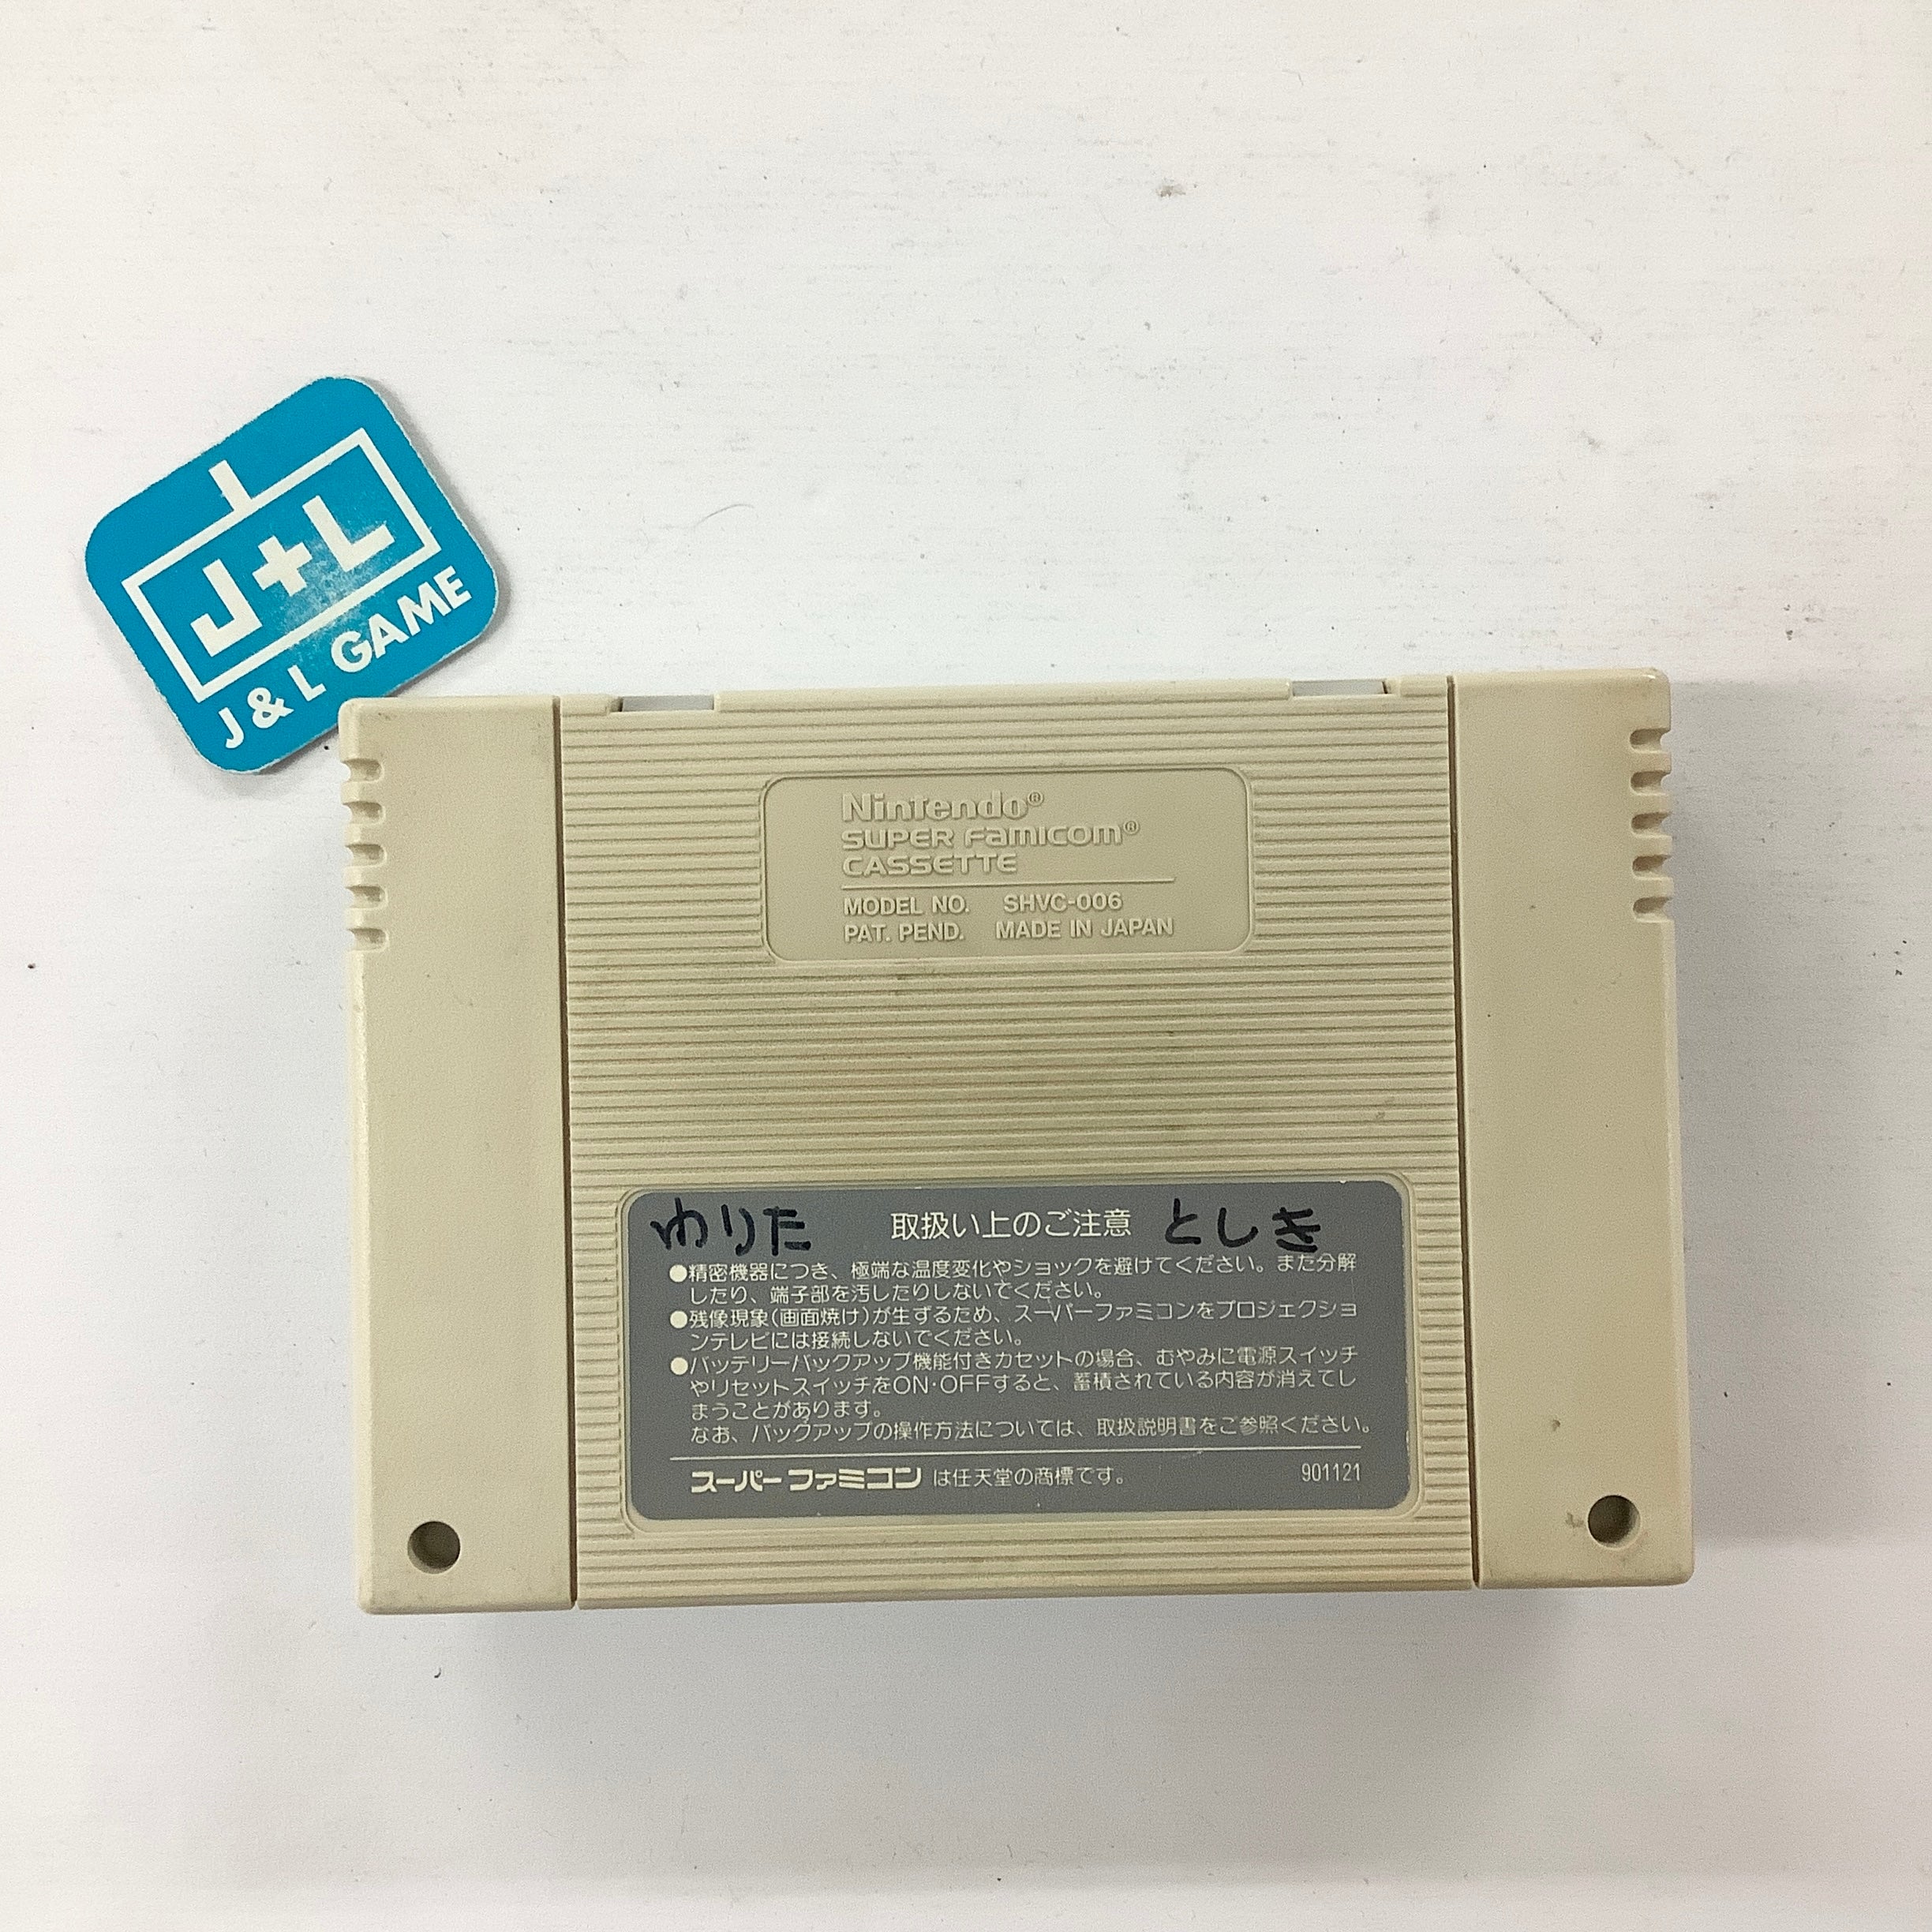 J+L
J & L GAME
Nintendo®
SUPER FAMICOM®
CASSETTE
MODEL NO. SHVC-006
PAT. PEND. MADE IN JAPAN
ゆりた 取扱い上のご注意 としき
●精密機器につき、極端な温度変化やショックを避けてください。また分解
したり、端子部を汚したりしないでください。
●残像現象(画面焼け)が生ずるため、スーパーファミコンをプロジェクショ
ンテレビには接続しないでください。
●バッテリーバックアップ機能付きカセットの場合、むやみに電源スイッチ
やリセットスイッチをON・OFFすると、蓄積されている内容が消えてし
まうことがあります。
なお、バックアップの操作方法については、取扱説明書をご参照ください。
スーパーファミコン は任天堂の商標です。 901121